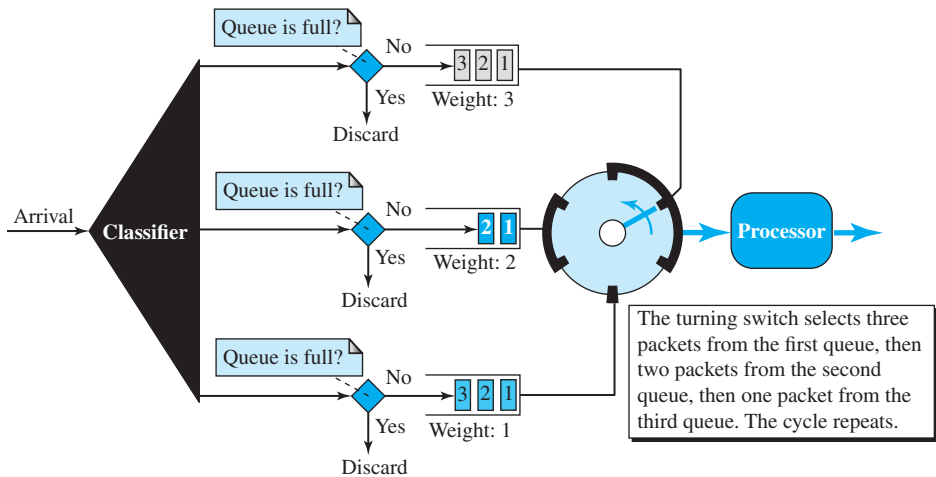 Queue is full?
No
3 2 1
Yes
Weight: 3
Discard
Queue is full?
Arrival
Classifier
No
2 1
Yes
Weight: 2
Discard
Processor
Queue is full?
No
3 2 1
Yes
Weight: 1
Discard
The turning switch selects three
packets from the first queue, then
two packets from the second
queue, then one packet from the
third queue. The cycle repeats.